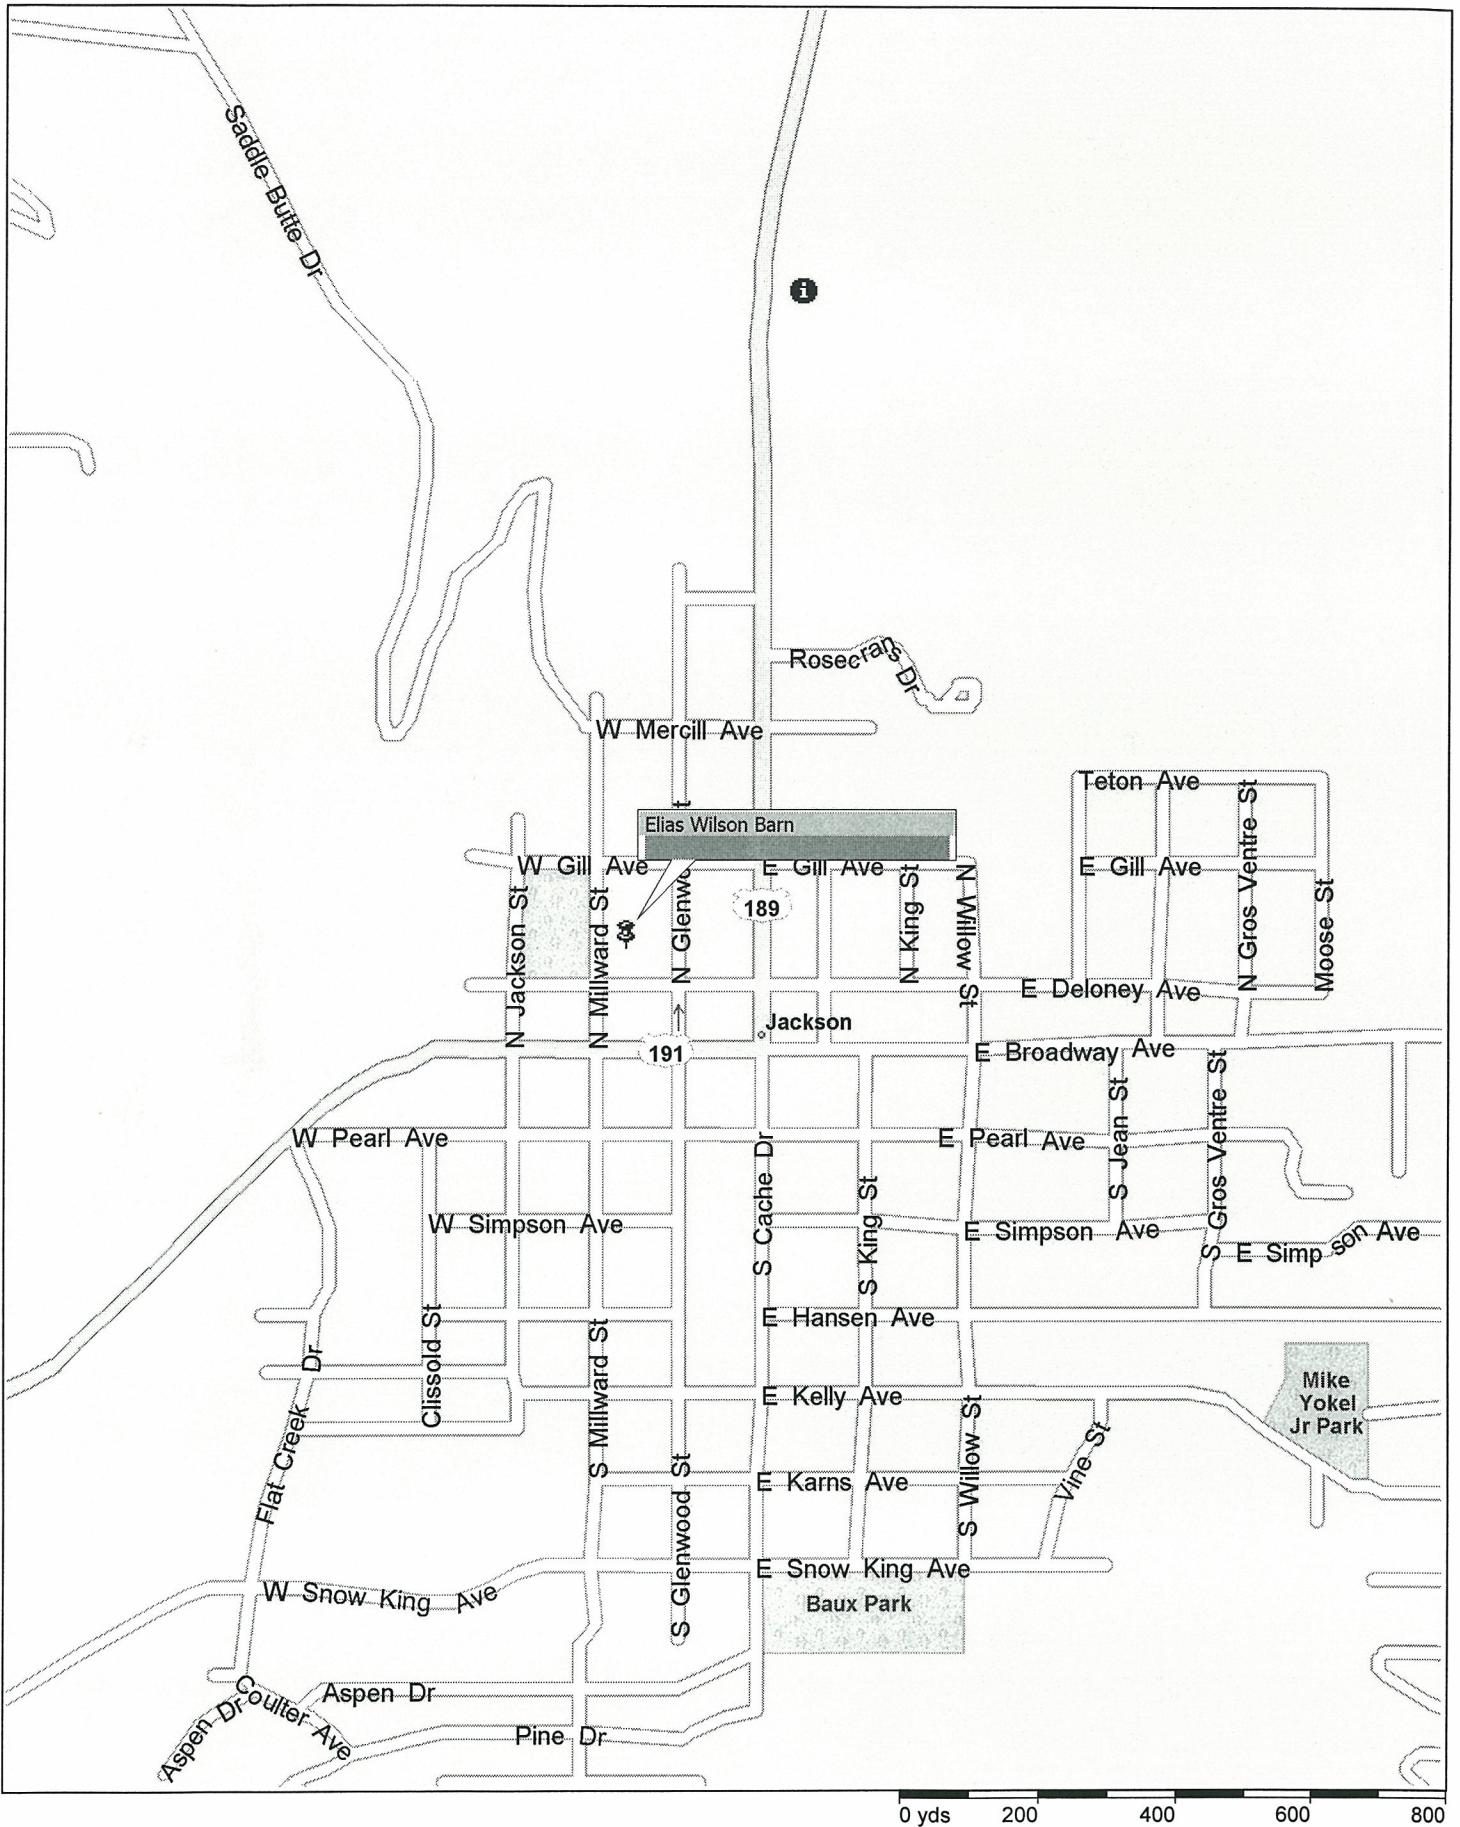 Saddle Butte Dr
i
Rosecrans Dr
W Mercill Ave
Teton Ave
Elias Wilson Barn
W Gill Ave
E Gill Ave
E Gill Ave
N Gros Ventre St
Moose St
N Jackson St
N Millward St
N Glenwo
t
189
N King St
N Willow St
E Deloney Ave
Jackson
191
E Broadway Ave
W Pearl Ave
E Pearl Ave
S Jean St
S Gros Ventre St
S Cache Dr
S King St
W Simpson Ave
E Simpson Ave
E Simpson Ave
Clissold St
S Millward St
E Hansen Ave
Flat Creek Dr
Mike
Yokel
Jr Park
E Kelly Ave
S Willow St
Vine St
E Karns Ave
S Glenwood St
E Snow King Ave
W Snow King Ave
Baux Park
Aspen Dr
Coulter Ave
Aspen Dr
Pine Dr
0 yds 200 400 600 800